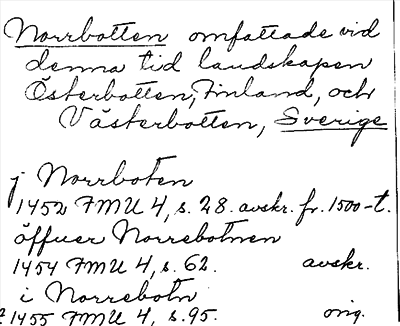 Norrbotten omfattade vid
denna tid landskapen
Österbotten, Finland, och
Västerbotten, Sverige
j Norrboten
1452 FMU 4, s. 28. avskr. fr. 1500-t.
öffuer Norrebotnen
1454 FMU 4, s. 62. avskr.
i Norrebotn
1455 FMU 4, s. 95. orig.